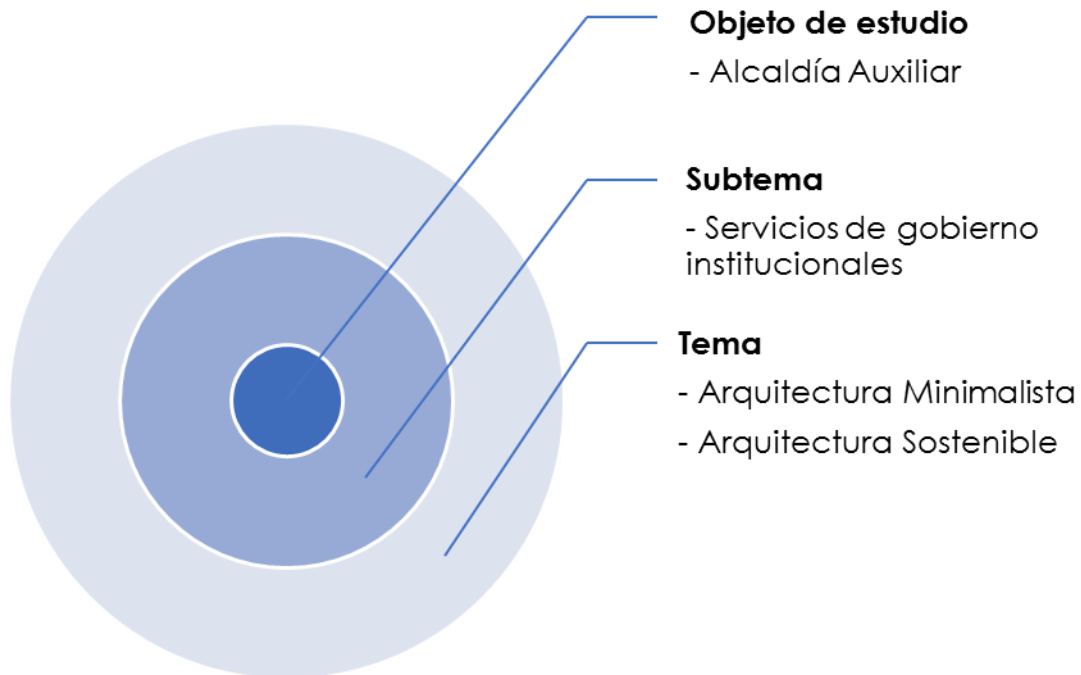 Objeto de estudio
- Alcaldía Auxiliar
Subtema
- Servicios de gobierno
institucionales
Tema
- Arquitectura Minimalista
- Arquitectura Sostenible